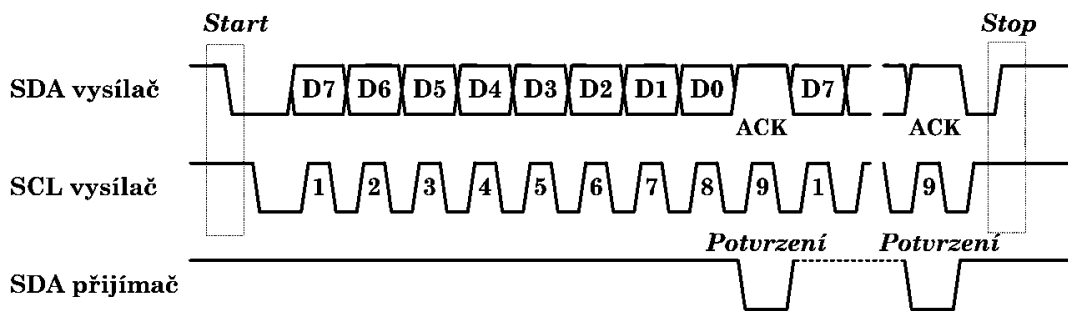 Start Stop
SDA vysílač D7 D6 D5 D4 D3 D2 D1 D0 D7
ACK ACK
SCL vysílač 1 2 3 4 5 6 7 8 9 1 9
Potvrzení Potvrzení
SDA přijímač